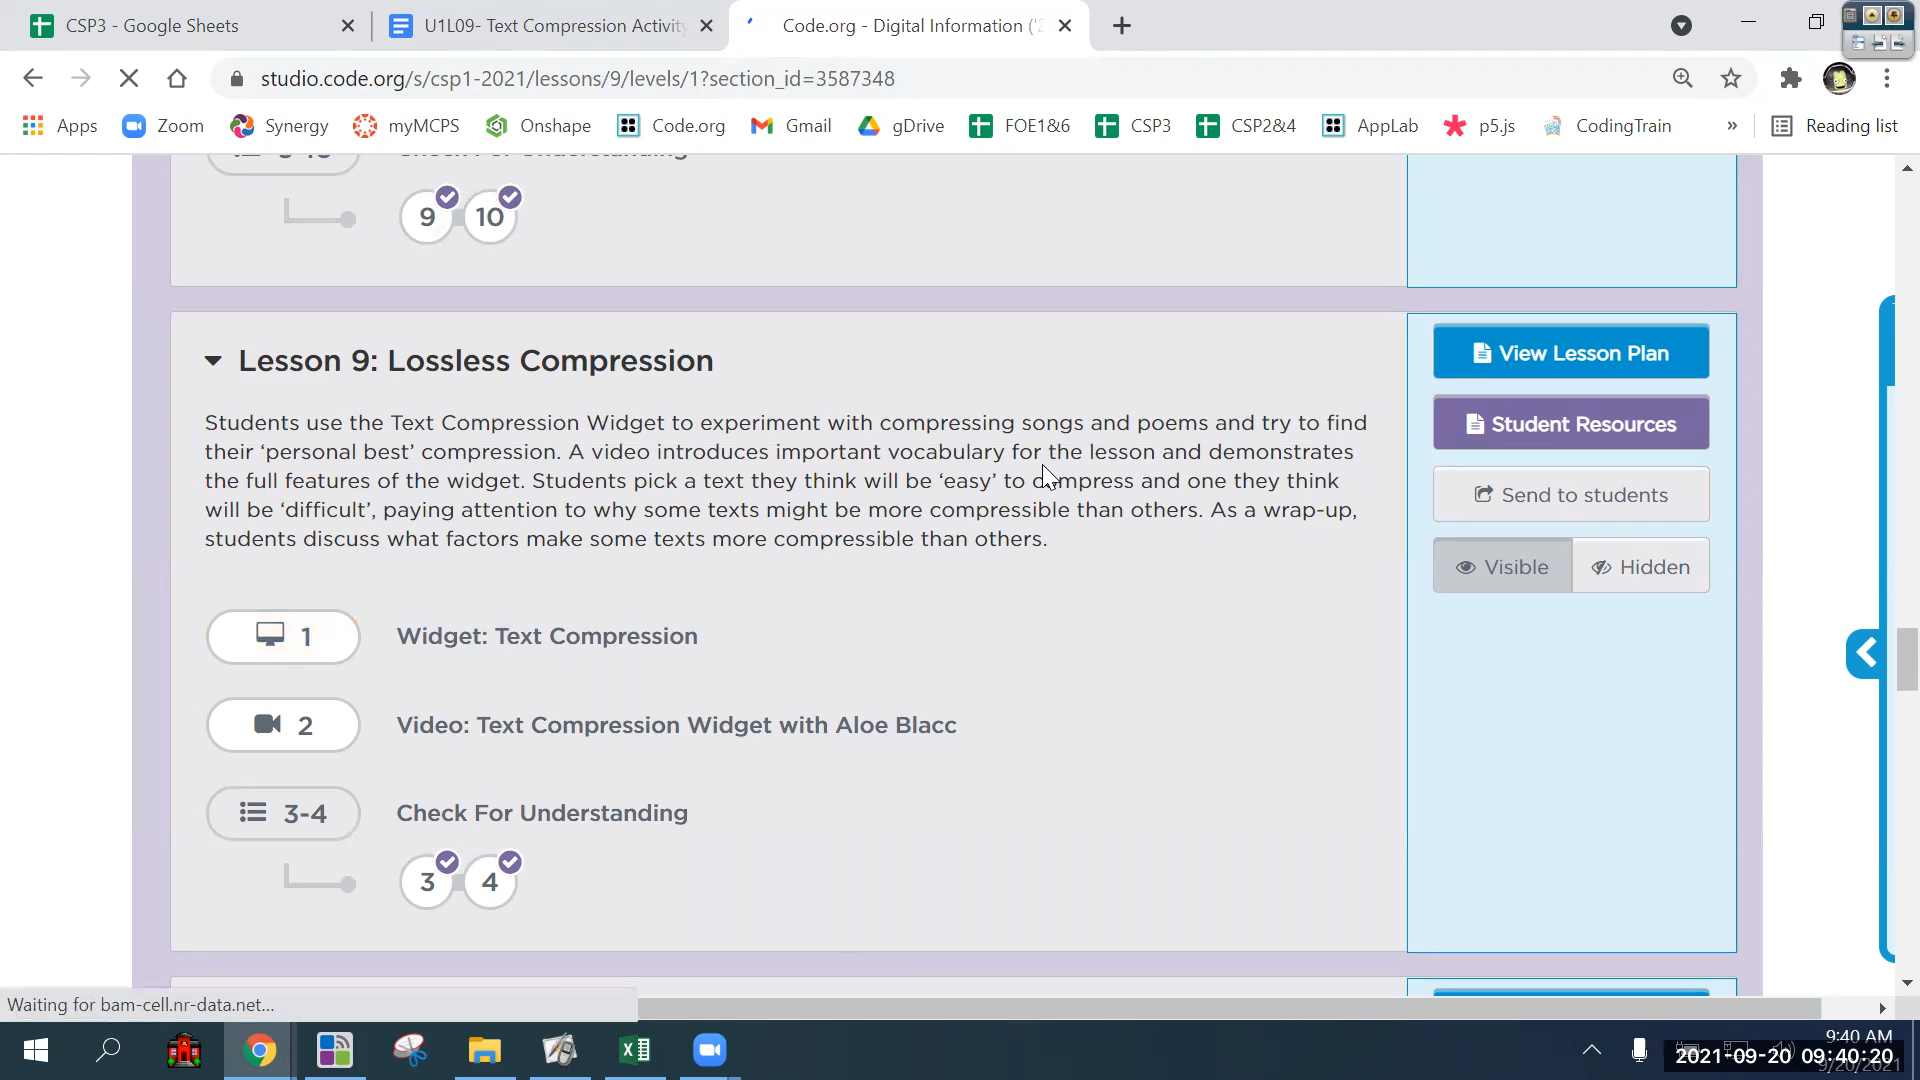 CSP3 - Google Sheets
U1L09- Text Compression Activity
Code.org - Digital Information ('2
studio.code.org/s/csp1-2021/lessons/9/levels/1?section_id=3587348
Apps Zoom Synergy myMCPS Onshape Code.org Gmail gDrive FOE1&6 CSP3 CSP2&4 AppLab p5.js CodingTrain » Reading list
9 10
Lesson 9: Lossless Compression
Students use the Text Compression Widget to experiment with compressing songs and poems and try to find
their ‘personal best’ compression. A video introduces important vocabulary for the lesson and demonstrates
the full features of the widget. Students pick a text they think will be ‘easy’ to compress and one they think
will be ‘difficult’, paying attention to why some texts might be more compressible than others. As a wrap-up,
students discuss what factors make some texts more compressible than others.
View Lesson Plan
Student Resources
Send to students
Visible Hidden
1 Widget: Text Compression
2 Video: Text Compression Widget with Aloe Blacc
3-4 Check For Understanding
3 4
Waiting for bam-cell.nr-data.net...
9:40 AM
2021-09-20 09:40:20